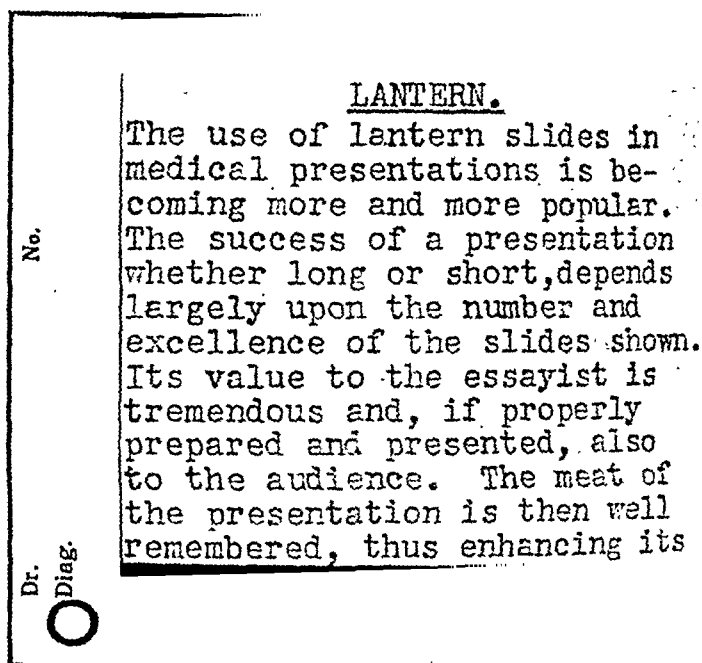 LANTERN.
The use of lantern slides in
medical presentations is be-
coming more and more popular.
The success of a presentation
whether long or short,depends
largely upon the number and
excellence of the slides shown.
Its value to the essayist is
tremendous and, if properly
prepared and presented, also
to the audience. The meat of
the presentation is then well
remembered, thus enhancing its
No.
Dr.
Diag.